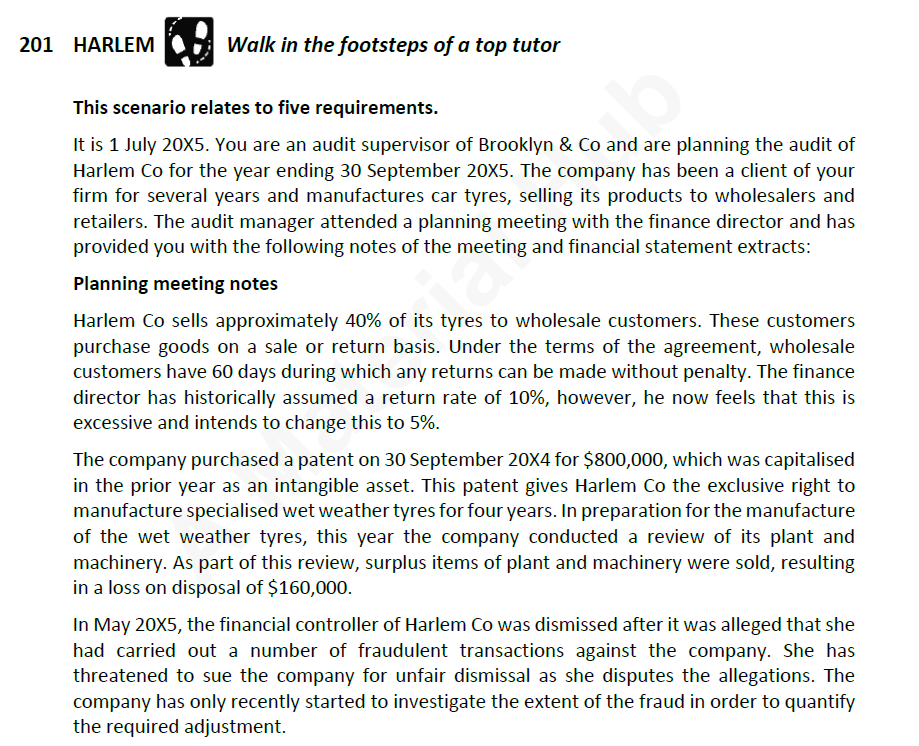 201 HARLEM Walk in the footsteps of a top tutor
This scenario relates to five requirements.
It is 1 July 20X5. You are an audit supervisor of Brooklyn & Co and are planning the audit of
Harlem Co for the year ending 30 September 20X5. The company has been a client of your
firm for several years and manufactures car tyres, selling its products to wholesalers and
retailers. The audit manager attended a planning meeting with the finance director and has
provided you with the following notes of the meeting and financial statement extracts:
Planning meeting notes
Harlem Co sells approximately 40% of its tyres to wholesale customers. These customers
purchase goods on a sale or return basis. Under the terms of the agreement, wholesale
customers have 60 days during which any returns can be made without penalty. The finance
director has historically assumed a return rate of 10%, however, he now feels that this is
excessive and intends to change this to 5%.
The company purchased a patent on 30 September 20X4 for $800,000, which was capitalised
in the prior year as an intangible asset. This patent gives Harlem Co the exclusive right to
manufacture specialised wet weather tyres for four years. In preparation for the manufacture
of the wet weather tyres, this year the company conducted a review of its plant and
machinery. As part of this review, surplus items of plant and machinery were sold, resulting
in a loss on disposal of $160,000.
In May 20X5, the financial controller of Harlem Co was dismissed after it was alleged that she
had carried out a number of fraudulent transactions against the company. She has
threatened to sue the company for unfair dismissal as she disputes the allegations. The
company has only recently started to investigate the extent of the fraud in order to quantify
the required adjustment.